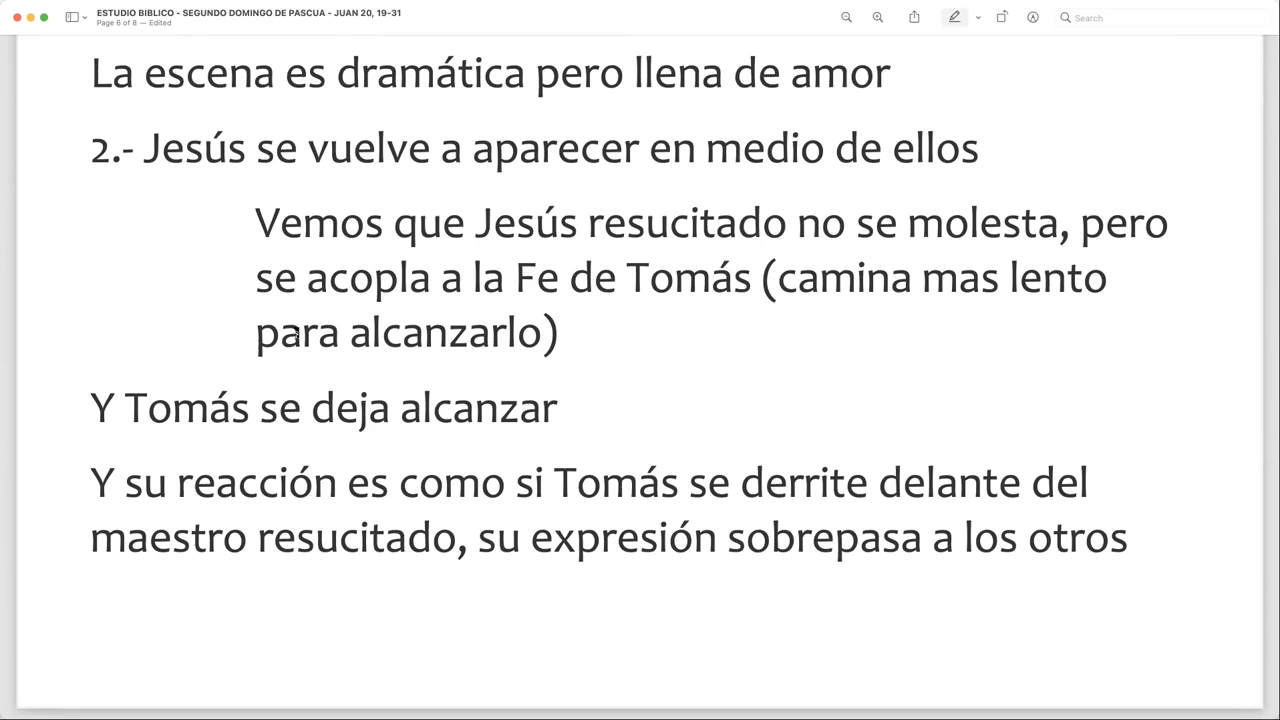 ESTUDIO BIBLICO - SEGUNDO DOMINGO DE PASCUA - JUAN 20, 19-31
Page 6 of 8 — Edited
Search
La escena es dramática pero llena de amor
2.- Jesús se vuelve a aparecer en medio de ellos
Vemos que Jesús resucitado no se molesta, pero
se acopla a la Fe de Tomás (camina mas lento
para alcanzarlo)
Y Tomás se deja alcanzar
Y su reacción es como si Tomás se derrite delante del
maestro resucitado, su expresión sobrepasa a los otros